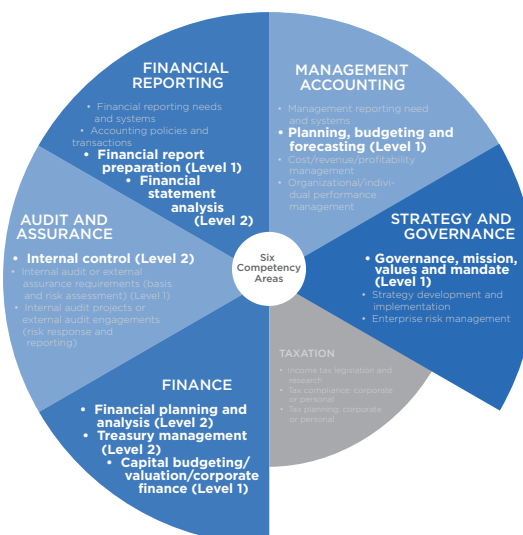 FINANCIAL
REPORTING
• Financial reporting needs
and systems
• Accounting policies and
transactions
• Financial report
preparation (Level 1)
• Financial
statement
analysis
(Level 2)
MANAGEMENT
ACCOUNTING
• Management reporting need
and systems
• Planning, budgeting and
forecasting (Level 1)
• Cost/revenue/profitability
management
• Organizational/indivi-
dual performance
management
STRATEGY AND
GOVERNANCE
• Governance, mission,
values and mandate
(Level 1)
• Strategy development and
implementation
• Enterprise risk management
AUDIT AND
ASSURANCE
• Internal control (Level 2)
• Internal audit or external
assurance requirements (basis
and risk assessment) (Level 1)
• Internal audit projects or
external audit engagements
(risk response and
reporting)
Six
Competency
Areas
TAXATION
• Income tax legislation and
research
• Tax compliance: corporate
or personal
• Tax planning: corporate
or personal
FINANCE
• Financial planning and
analysis (Level 2)
• Treasury management
(Level 2)
• Capital budgeting/
valuation/corporate
finance (Level 1)